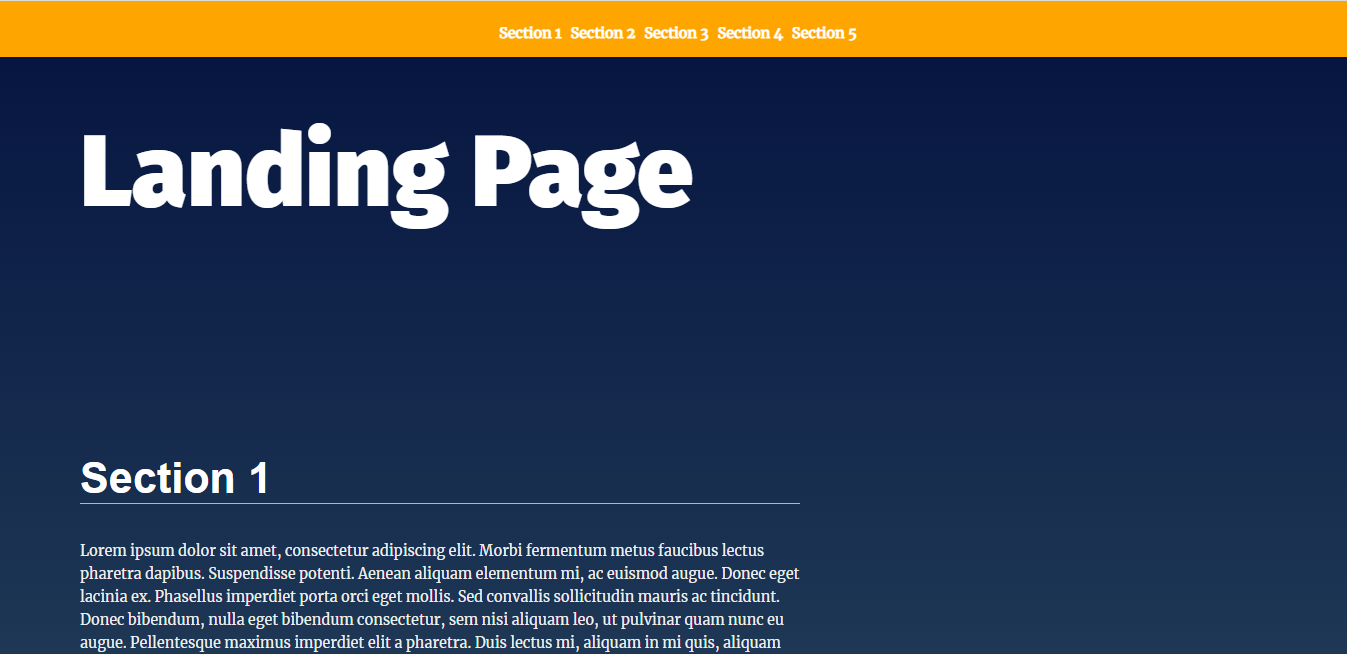 Section 1 Section 2 Section 3 Section 4 Section 5
Landing Page
Section 1
Lorem ipsum dolor sit amet, consectetur adipiscing elit. Morbi fermentum metus faucibus lectus
pharetra dapibus. Suspendisse potenti. Aenean aliquam elementum mi, ac euismod augue. Donec eget
lacinia ex. Phasellus imperdiet porta orci eget mollis. Sed convallis sollicitudin mauris ac tincidunt.
Donec bibendum, nulla eget bibendum consectetur, sem nisi aliquam leo, ut pulvinar quam nunc eu
augue. Pellentesque maximus imperdiet elit a pharetra. Duis lectus mi, aliquam in mi quis, aliquam